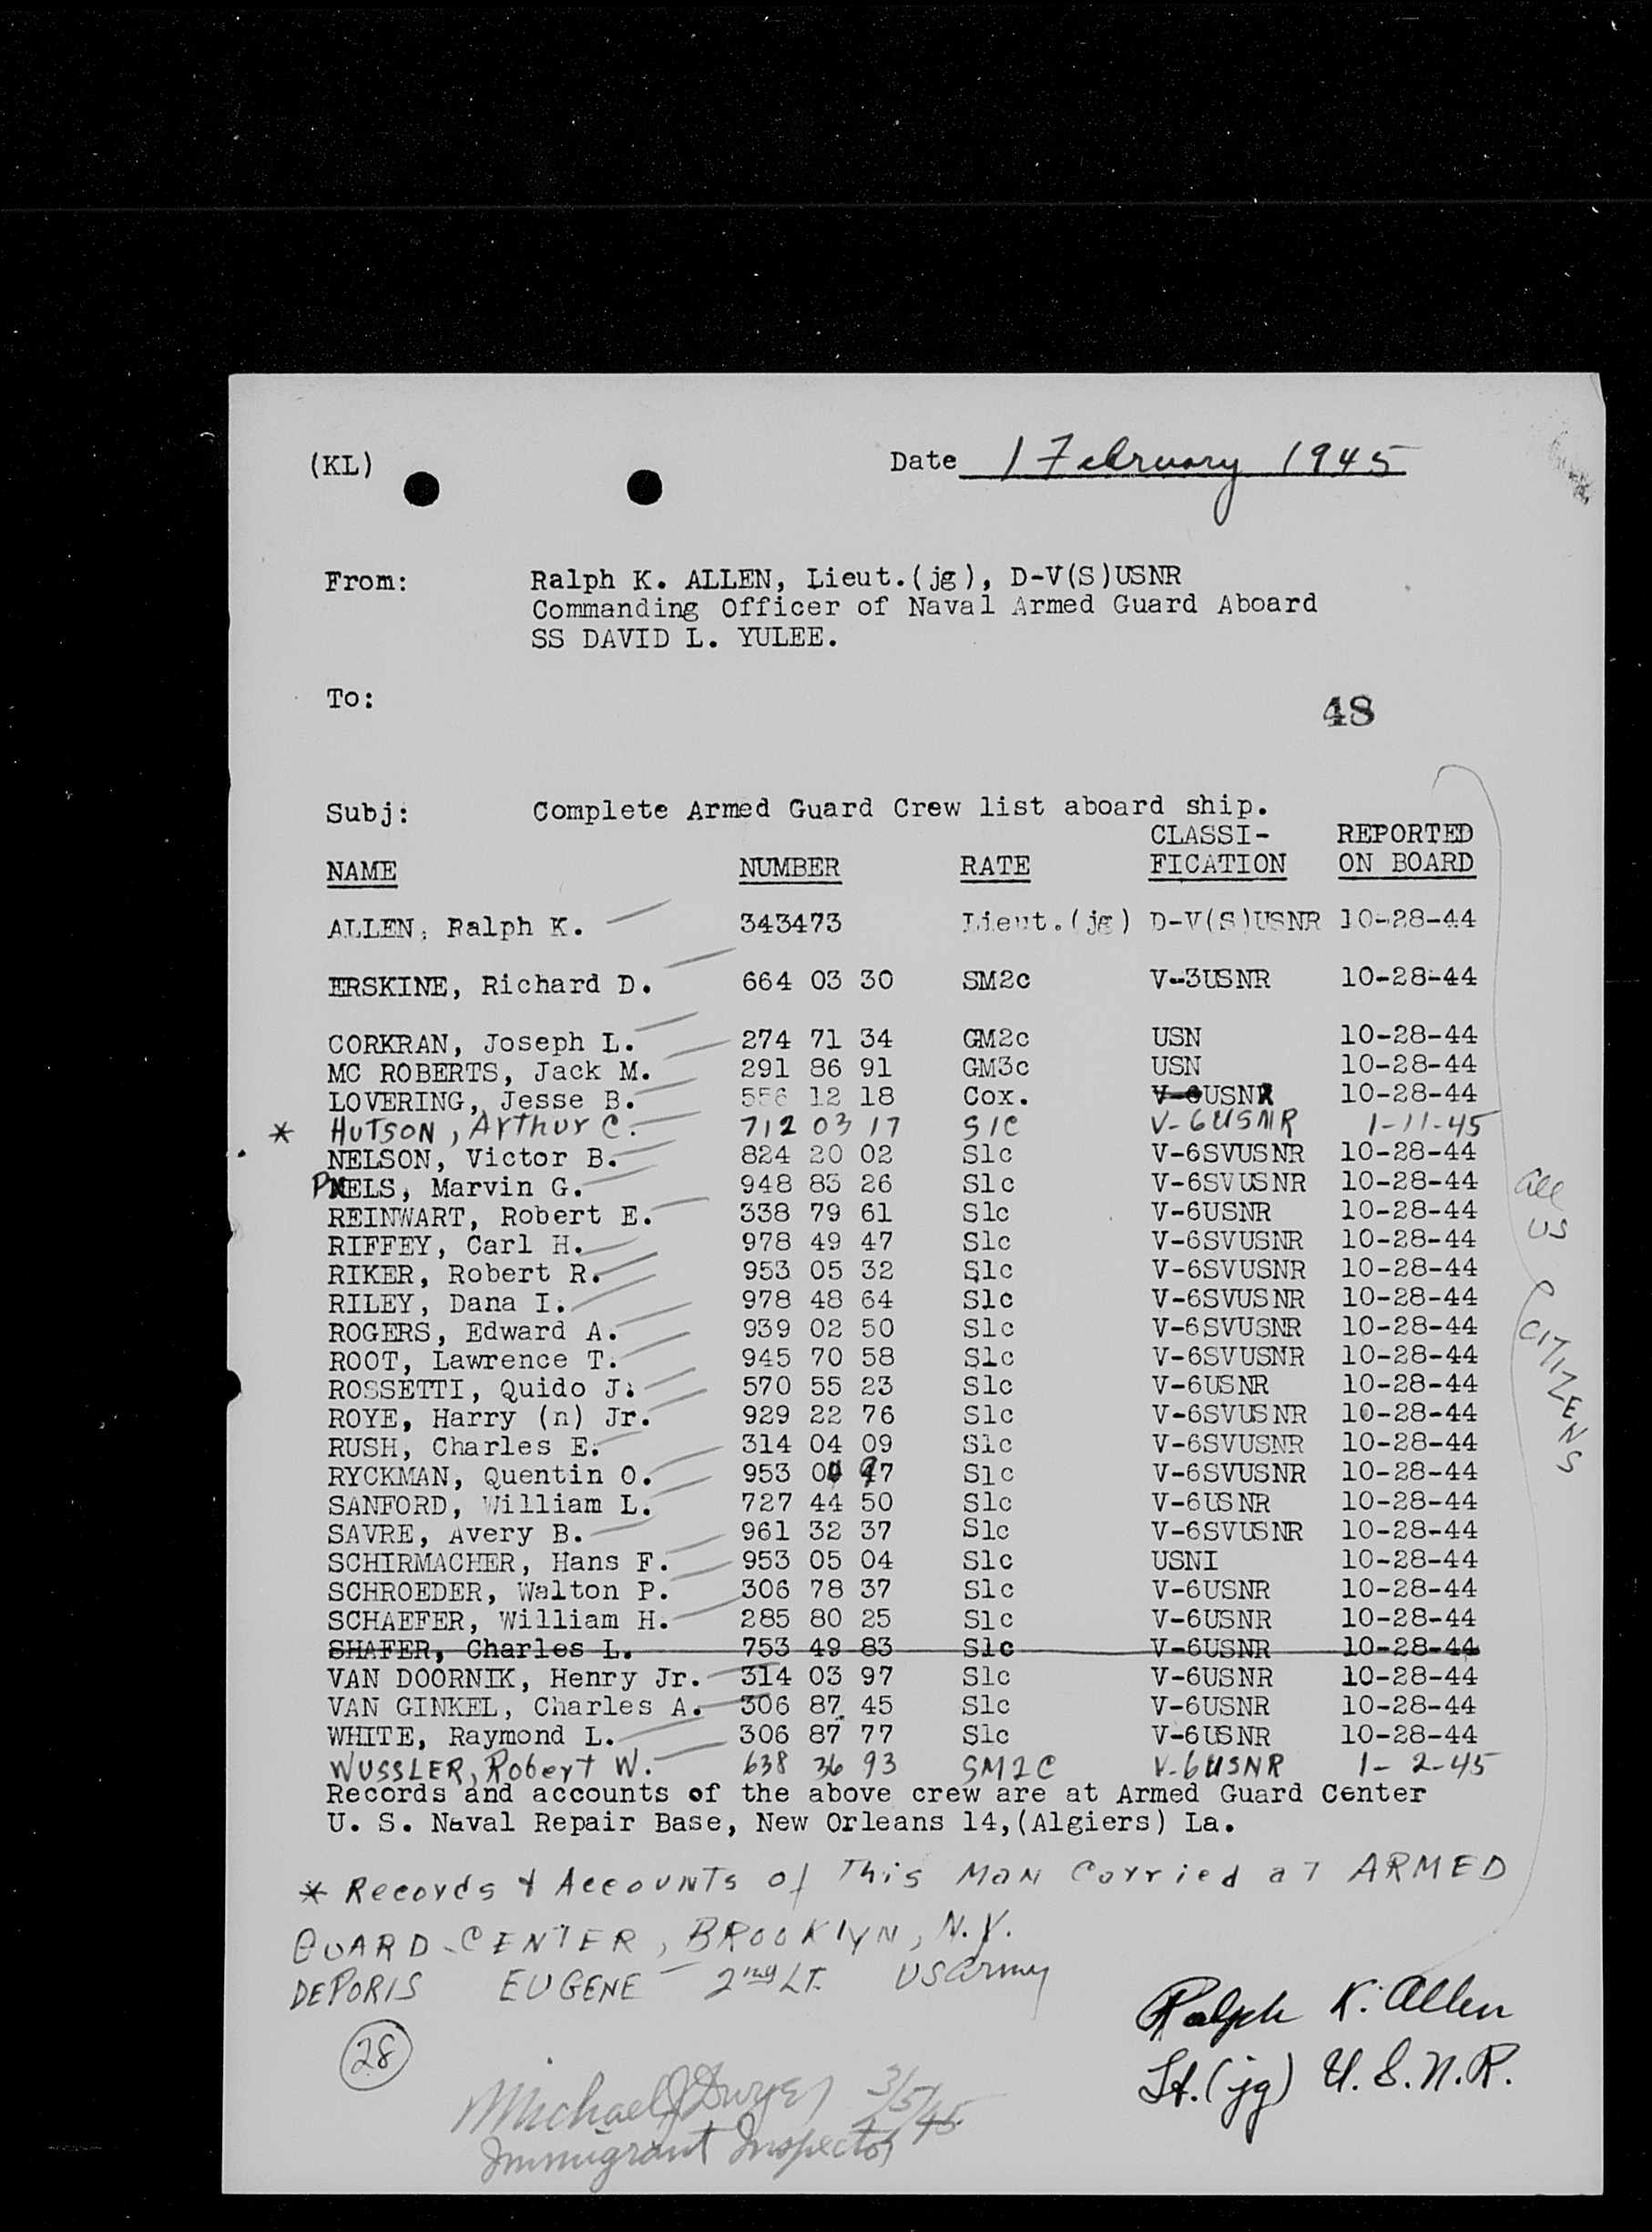 (KL) Date 1 February 1945
From: Ralph K. ALLEN, Lieut.(jg), D-V(S)USNR
Commanding Officer of Naval Armed Guard Aboard
SS DAVID L. YULEE.
To:
48
Subj: Complete Armed Guard Crew list aboard ship.
CLASSI- REPORTED
NAME NUMBER RATE FICATION ON BOARD
ALLEN, Ralph K. 343473 Lieut.(jg) D-V(S)USNR 10-28-44
ERSKINE, Richard D. 664 03 30 SM2c V-3USNR 10-28-44
CORKRAN, Joseph L. 274 71 34 GM2c USN 10-28-44
MC ROBERTS, Jack M. 291 86 91 GM3c USN 10-28-44
LOVERING, Jesse B. 556 12 18 Cox. V-6USNR 10-28-44
* HUTSON, Arthur C. 712 03 17 S1C V-6USNR 1-11-45
NELSON, Victor B. 824 20 02 S1c V-6SVUSNR 10-28-44
PNELS, Marvin G. 948 83 26 S1c V-6SVUSNR 10-28-44
REINWART, Robert E. 338 79 61 S1c V-6USNR 10-28-44
RIFFEY, Carl H. 978 49 47 S1c V-6SVUSNR 10-28-44
RIKER, Robert R. 953 05 32 S1c V-6SVUSNR 10-28-44
RILEY, Dana I. 978 48 64 S1c V-6SVUSNR 10-28-44
ROGERS, Edward A. 939 02 50 S1c V-6SVUSNR 10-28-44
ROOT, Lawrence T. 945 70 58 S1c V-6SVUSNR 10-28-44
ROSSETTI, Quido J. 570 55 23 S1c V-6USNR 10-28-44
ROYE, Harry (n) Jr. 929 22 76 S1c V-6SVUSNR 10-28-44
RUSH, Charles E. 314 04 09 S1c V-6SVUSNR 10-28-44
RYCKMAN, Quentin O. 953 04 97 S1c V-6SVUSNR 10-28-44
SANFORD, William L. 727 44 50 S1c V-6USNR 10-28-44
SAVRE, Avery B. 961 32 37 S1c V-6SVUSNR 10-28-44
SCHIRMACHER, Hans F. 953 05 04 S1c USNI 10-28-44
SCHROEDER, Walton P. 306 78 37 S1c V-6USNR 10-28-44
SCHAEFER, William H. 285 80 25 S1c V-6USNR 10-28-44
SHAFER, Charles L. 753 49 83 S1c V-6USNR 10-28-44
VAN DOORNIK, Henry Jr. 314 03 97 S1c V-6USNR 10-28-44
VAN GINKEL, Charles A. 306 87 45 S1c V-6USNR 10-28-44
WHITE, Raymond L. 306 87 77 S1c V-6USNR 10-28-44
WUSSLER, Robert W. 638 36 93 SM2C V-6USNR 1-2-45
all
US
CITIZENS
Records and accounts of the above crew are at Armed Guard Center
U. S. Naval Repair Base, New Orleans 14,(Algiers) La.
* Records & Accounts of This Man Carried at ARMED
GUARD-CENTER, BROOKLYN, N.Y.
DEPORIS EUGENE - 2nd LT. US Army
Ralph K. Allen
Lt.(jg) U.S.N.R.
28
Michael J Dwyer 3/5/45
Immigrant Inspector